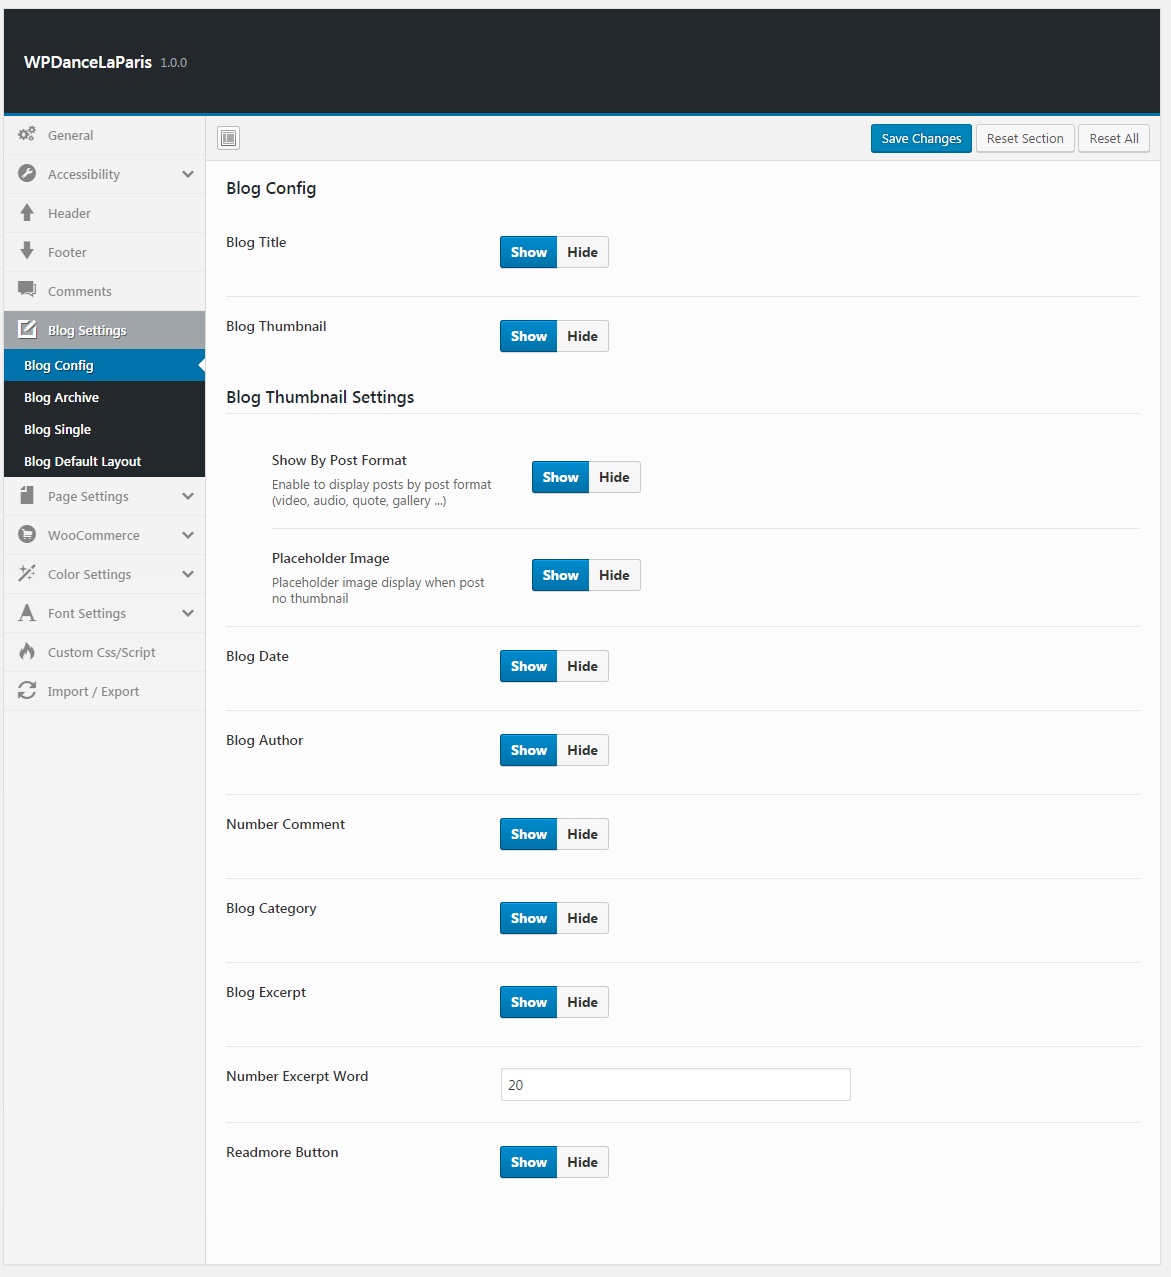 WPDanceLaParis 1.0.0
General
Accessibility
Header
Footer
Comments
Blog Settings
Blog Config
Blog Archive
Blog Single
Blog Default Layout
Page Settings
WooCommerce
Color Settings
Font Settings
Custom Css/Script
Import / Export
Save Changes Reset Section Reset All
Blog Config
Blog Title Show Hide
Blog Thumbnail Show Hide
Blog Thumbnail Settings
Show By Post Format Show Hide
Enable to display posts by post format
(video, audio, quote, gallery ...)
Placeholder Image Show Hide
Placeholder image display when post
no thumbnail
Blog Date Show Hide
Blog Author Show Hide
Number Comment Show Hide
Blog Category Show Hide
Blog Excerpt Show Hide
Number Excerpt Word 20
Readmore Button Show Hide